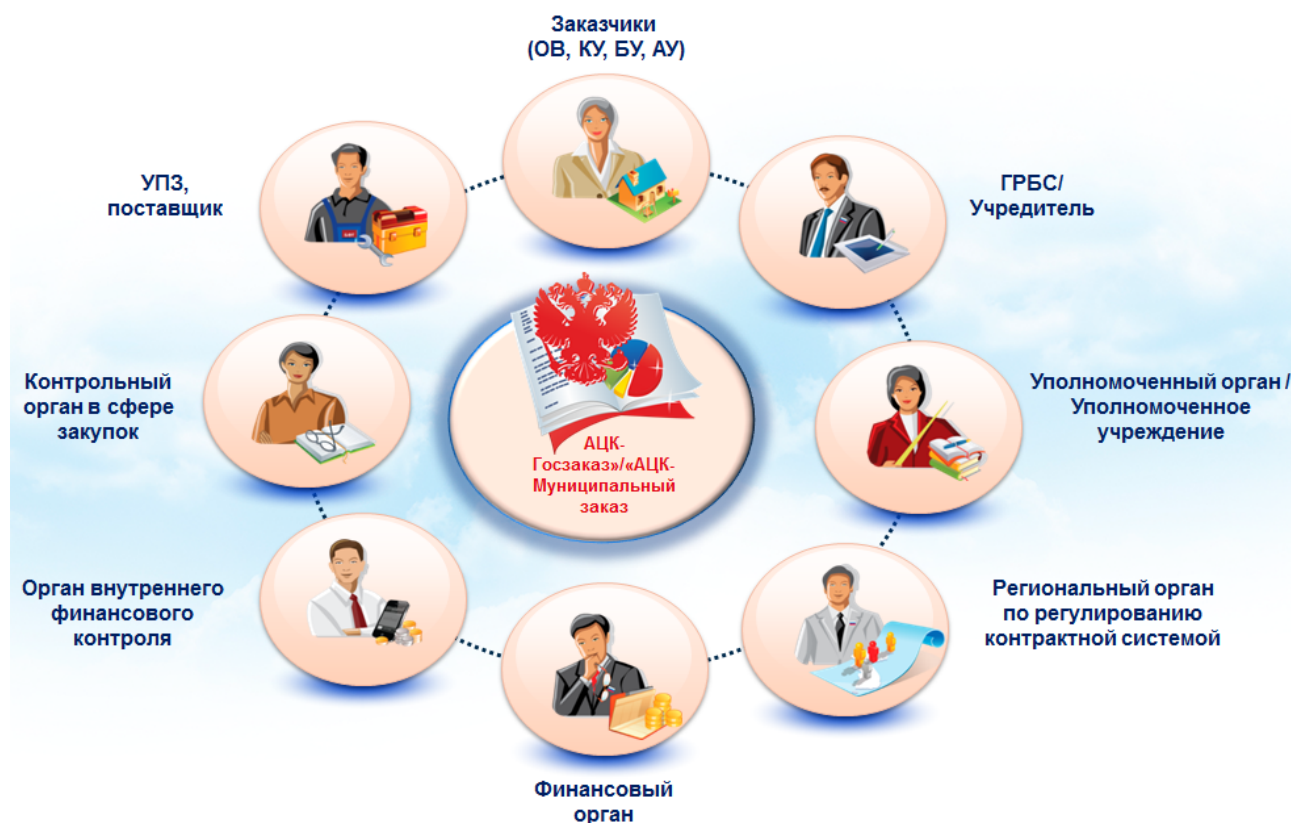 Заказчики
(ОВ, КУ, БУ, АУ)
УПЗ,
поставщик
ГРБС/
Учредитель
Контрольный
орган в сфере
закупок
АЦК-
Госзаказ»/«АЦК-
Муниципальный
заказ
Уполномоченный орган /
Уполномоченное
учреждение
Орган внутреннего
финансового
контроля
Региональный орган
по регулированию
контрактной системой
Финансовый
орган